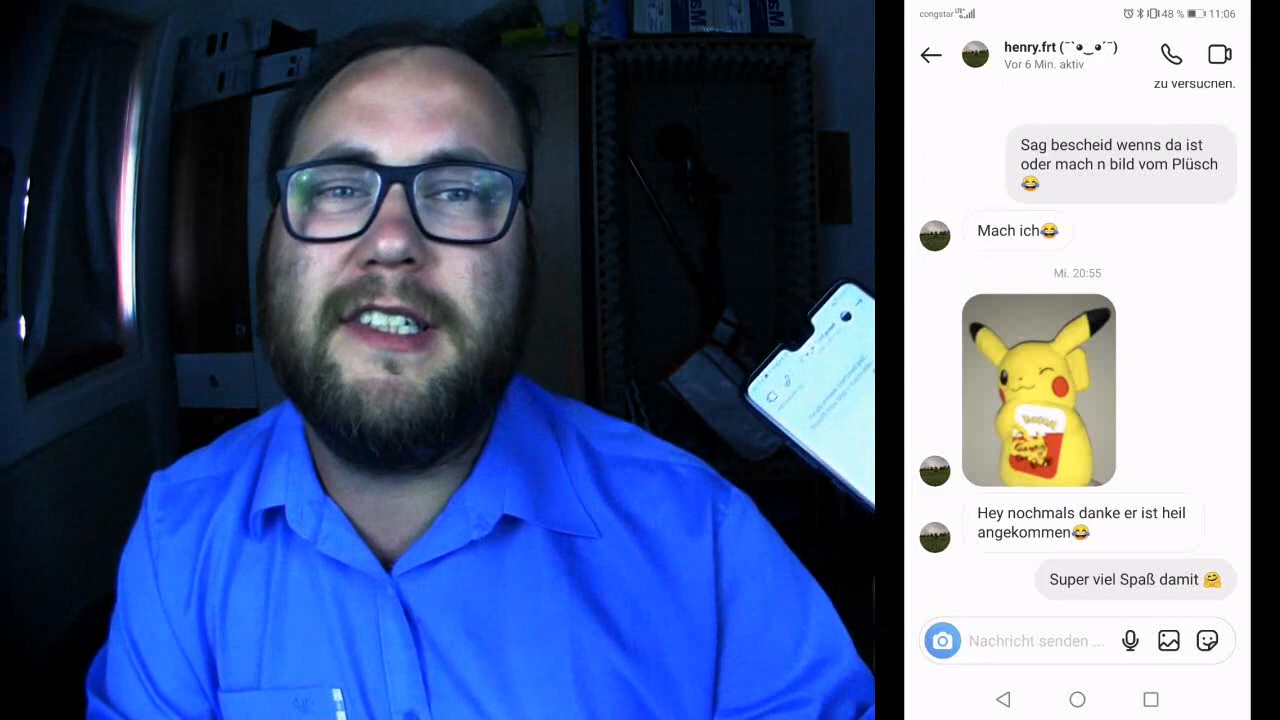 congstar
48 %
11:06
henry.frt (¯`•‿•´¯)
Vor 6 Min. aktiv
zu versuchen.
Sag bescheid wenns da ist
oder mach n bild vom Plüsch
😂
Mach ich😂
Mi. 20:55
Hey nochmals danke er ist heil
angekommen😂
Super viel Spaß damit 🤗
Nachricht senden ...